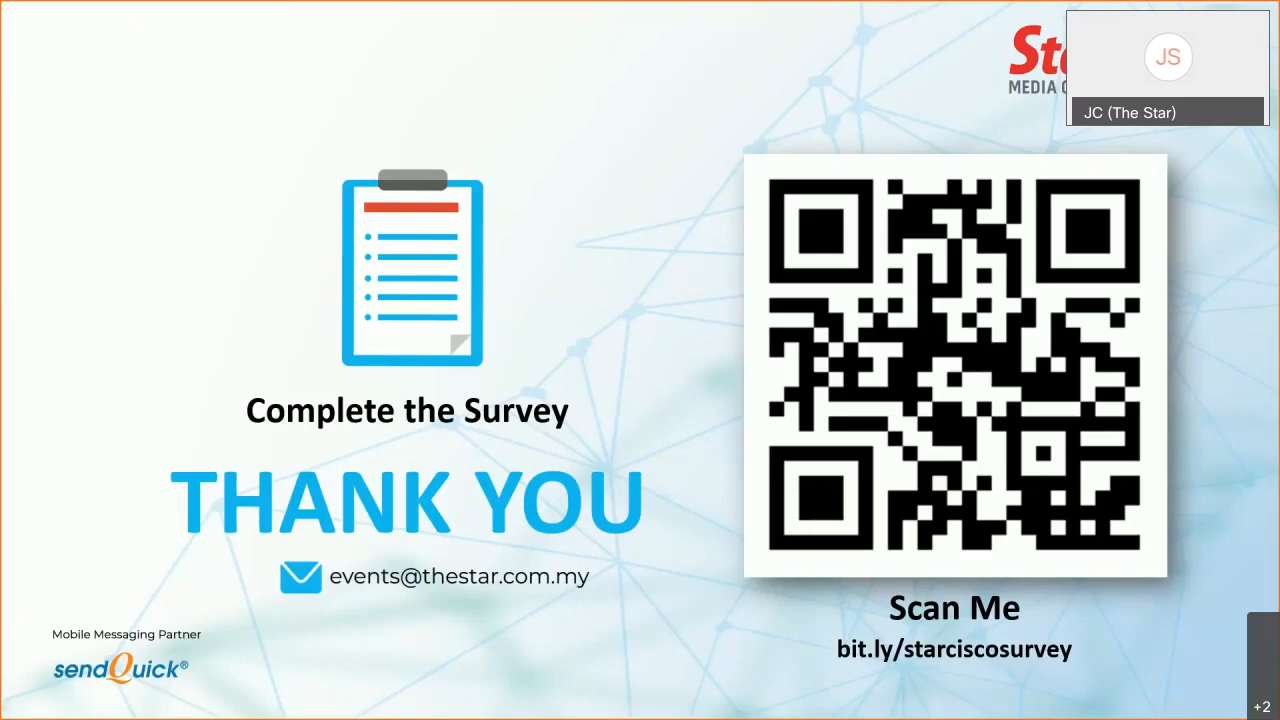 MEDIA
JS
JC (The Star)
Complete the Survey
THANK YOU
events@thestar.com.my
Scan Me
bit.ly/starciscosurvey
Mobile Messaging Partner
sendQuick®
+2